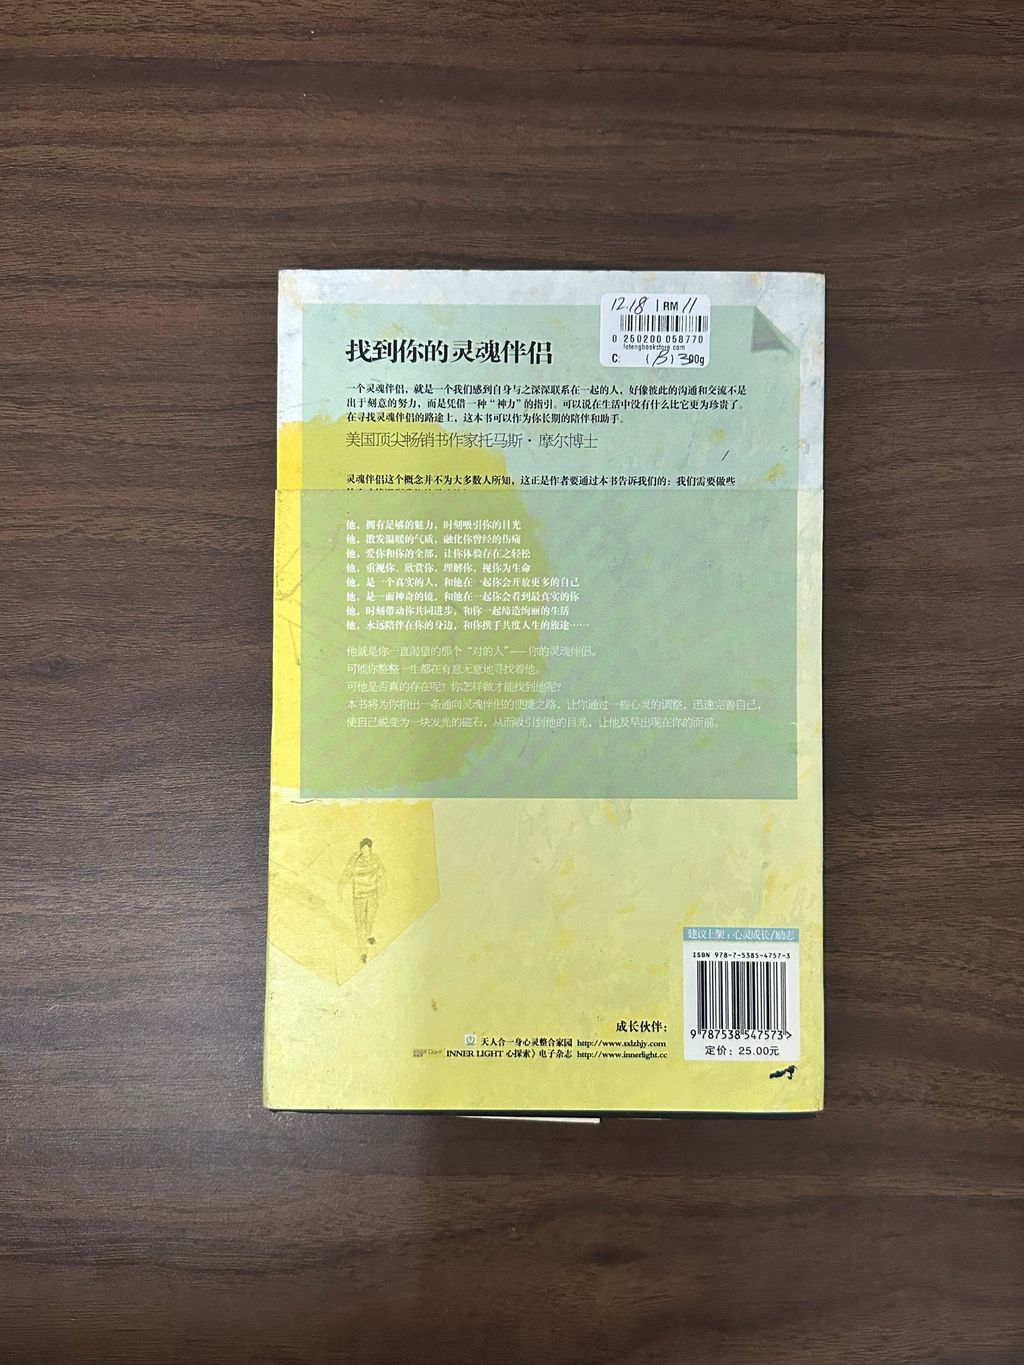 12.18 RM 11
0 250200 058770
lotengbookstore.com
C: (B) 300g
找到你的灵魂伴侣
一个灵魂伴侣，就是一个我们感到自身与之深深联系在一起的人，好像彼此的沟通和交流不是
出于刻意的努力，而是凭借一种“神力”的指引。可以说在生活中没有什么比它更为珍贵了。
在寻找灵魂伴侣的路途上，这本书可以作为你长期的陪伴和助手。
美国顶尖畅销书作家托马斯·摩尔博士
灵魂伴侣这个概念并不为大多数人所知，这正是作者要通过本书告诉我们的：我们需要做些
他，拥有足够的魅力，时刻吸引你的目光
他，散发温暖的气质，融化你曾经的伤痛
他，爱你和你的全部，让你体验存在之轻松
他，重视你、欣赏你，理解你，视你为生命
他，是一个真实的人，和他在一起你会开放更多的自己
他，是一面神奇的镜，和他在一起你会看到最真实的你
他，时刻带动你共同进步，和你一起缔造绚丽的生活
他，永远陪伴在你的身边，和你携手共度人生的旅途……
他就是你一直渴望的那个“对的人”——你的灵魂伴侣。
可能你整整一生都在有意无意地寻找着他。
可他是否真的存在呢？你怎样做才能找到他呢？
本书将为你指出一条通向灵魂伴侣的便捷之路，让你通过一些心灵的调整，迅速完善自己，
使自己蜕变为一块发光的磁石，从而吸引到他的目光，让他及早出现在你的面前。
建议上架：心灵成长/励志
ISBN 978-7-5385-4757-3
9 787538 547573>
定价：25.00元
成长伙伴：
天人合一身心灵整合家园 http://www.sxlzhjy.com
INNER LIGHT 心探索》电子杂志 http://www.innerlight.cc